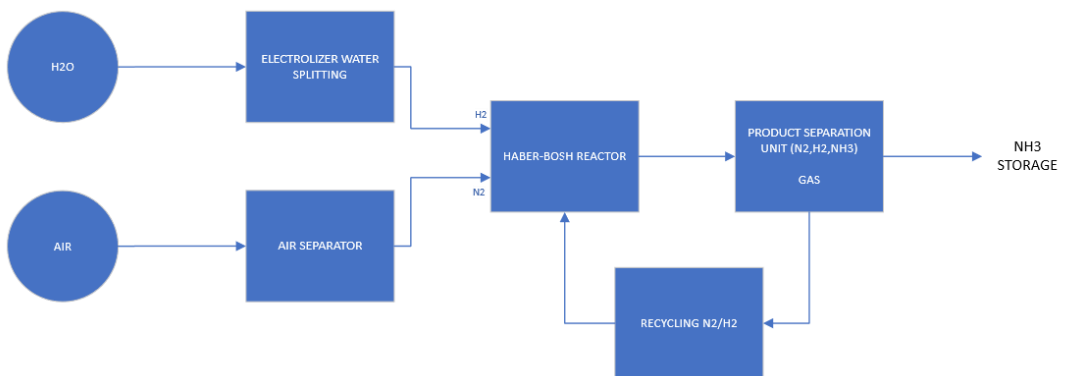 H2O
ELECTROLIZER WATER
SPLITTING
H2
HABER-BOSH REACTOR
PRODUCT SEPARATION
UNIT (N2,H2,NH3)
GAS
NH3
STORAGE
N2
AIR
AIR SEPARATOR
RECYCLING N2/H2